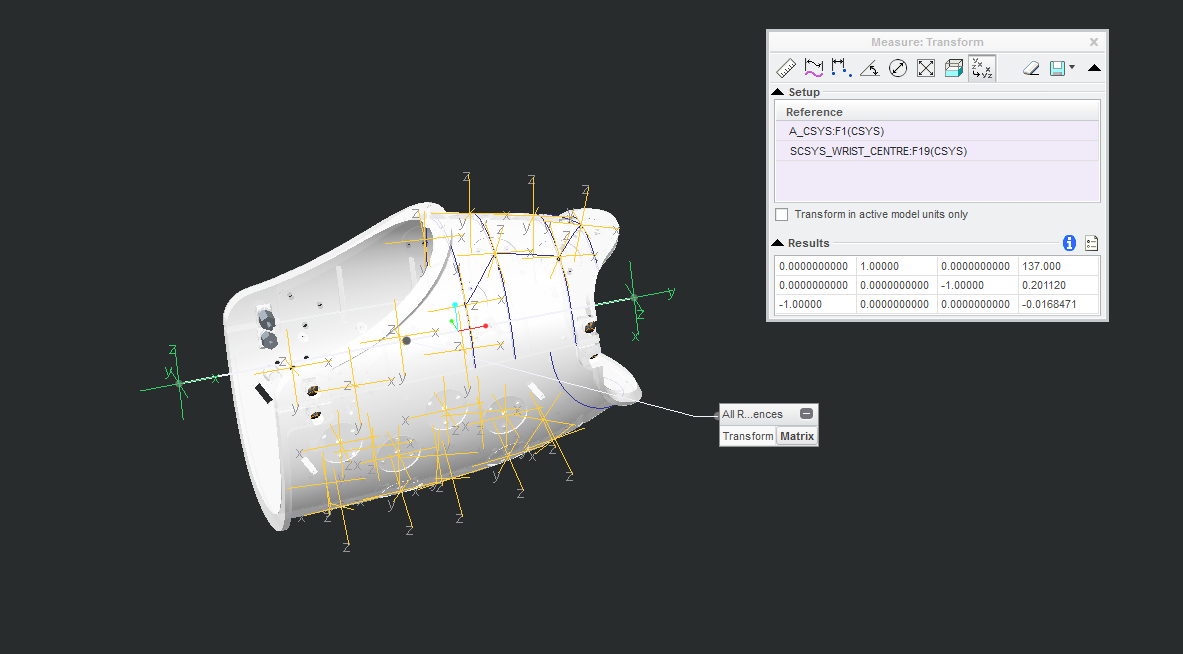 Measure: Transform
Setup
Reference
A_CSYS:F1(CSYS)
SCSYS_WRIST_CENTRE:F19(CSYS)
Transform in active model units only
Results
0.0000000000 1.00000 0.0000000000 137.000
0.0000000000 0.0000000000 -1.00000 0.201120
-1.00000 0.0000000000 0.0000000000 -0.0168471
All R...ences
Transform Matrix